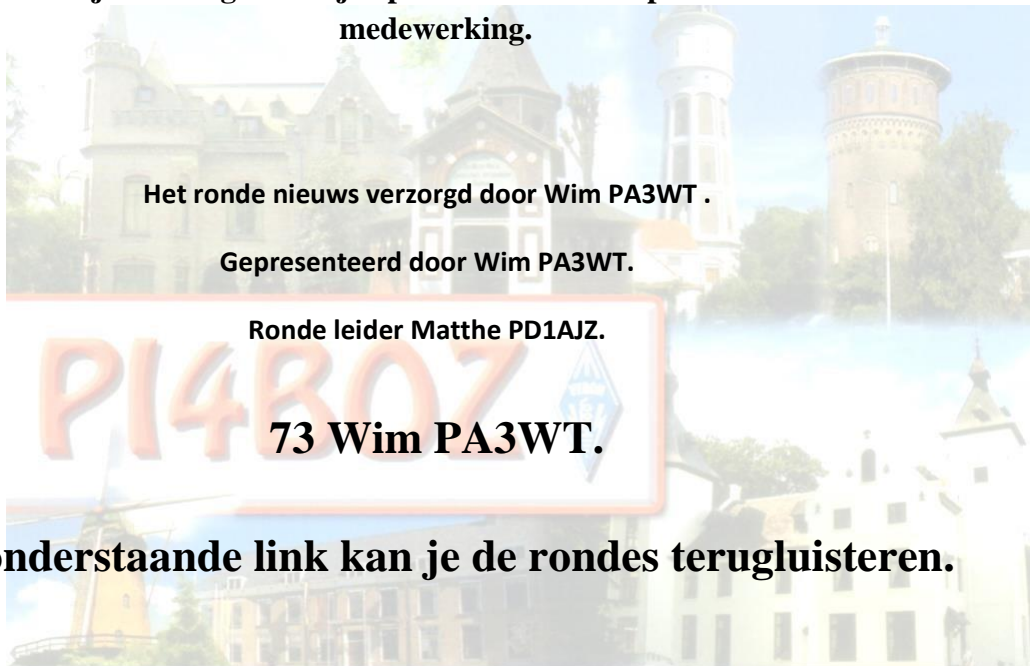 medewerking.
Het ronde nieuws verzorgd door Wim PA3WT .
Gepresenteerd door Wim PA3WT.
Ronde leider Matthe PD1AJZ.
PI4BOZ
73 Wim PA3WT.
onderstaande link kan je de rondes terugluisteren.